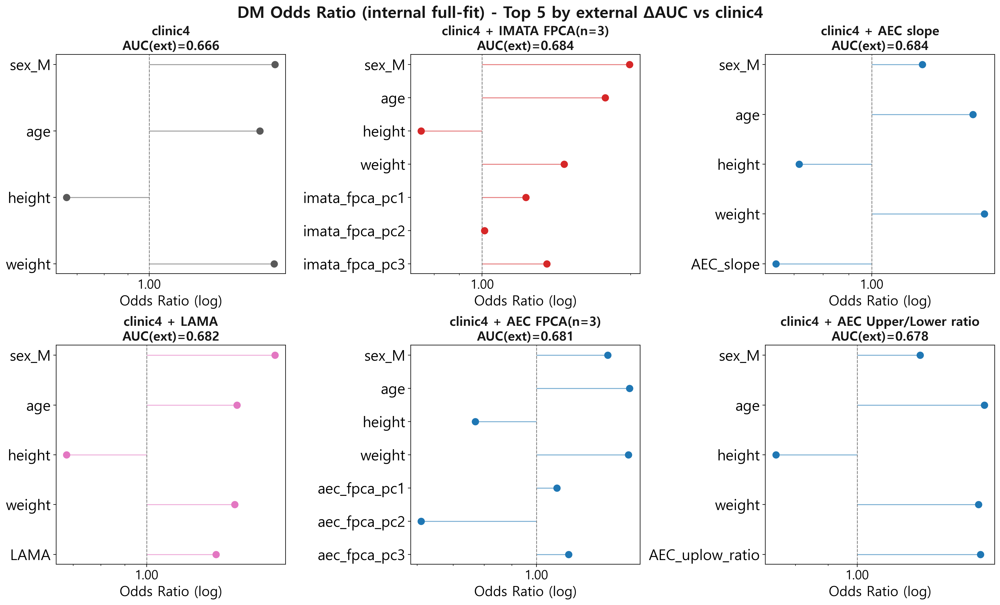 DM Odds Ratio (internal full-fit) - Top 5 by external ΔAUC vs clinic4
clinic4
AUC(ext)=0.666
sex_M
age
height
weight
1.00
Odds Ratio (log)
clinic4 + IMATA FPCA(n=3)
AUC(ext)=0.684
sex_M
age
height
weight
imata_fpca_pc1
imata_fpca_pc2
imata_fpca_pc3
1.00
Odds Ratio (log)
clinic4 + AEC slope
AUC(ext)=0.684
sex_M
age
height
weight
AEC_slope
1.00
Odds Ratio (log)
clinic4 + LAMA
AUC(ext)=0.682
sex_M
age
height
weight
LAMA
1.00
Odds Ratio (log)
clinic4 + AEC FPCA(n=3)
AUC(ext)=0.681
sex_M
age
height
weight
aec_fpca_pc1
aec_fpca_pc2
aec_fpca_pc3
1.00
Odds Ratio (log)
clinic4 + AEC Upper/Lower ratio
AUC(ext)=0.678
sex_M
age
height
weight
AEC_uplow_ratio
1.00
Odds Ratio (log)